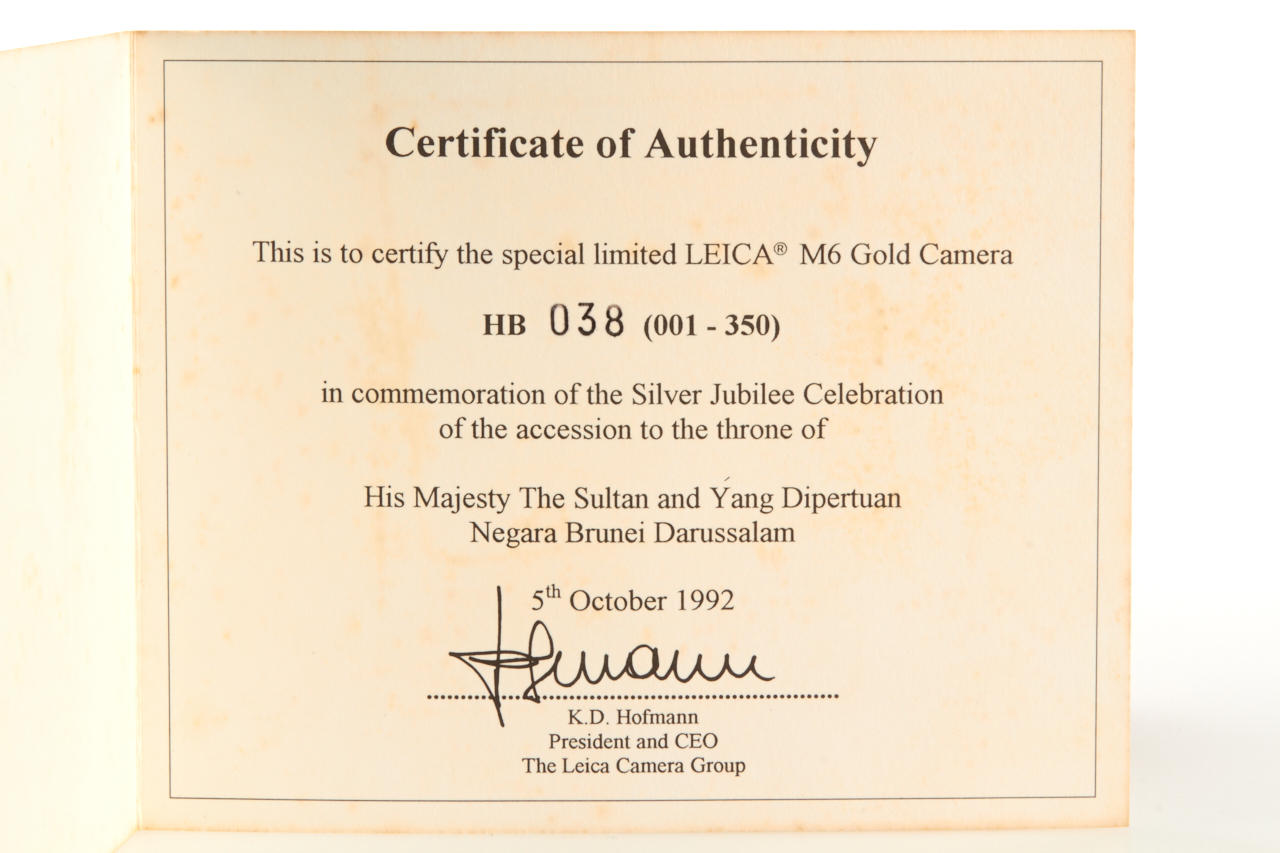 Certificate of Authenticity
This is to certify the special limited LEICA® M6 Gold Camera
HB 038 (001 - 350)
in commemoration of the Silver Jubilee Celebration
of the accession to the throne of
His Majesty The Sultan and Yang Dipertuan
Negara Brunei Darussalam
5th October 1992
Hofmann
K.D. Hofmann
President and CEO
The Leica Camera Group